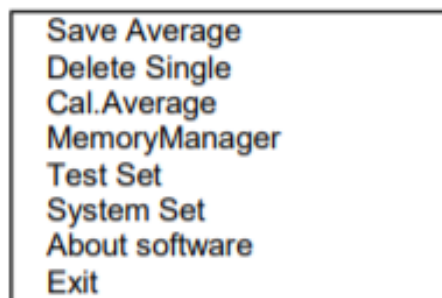 Save Average
Delete Single
Cal.Average
MemoryManager
Test Set
System Set
About software
Exit